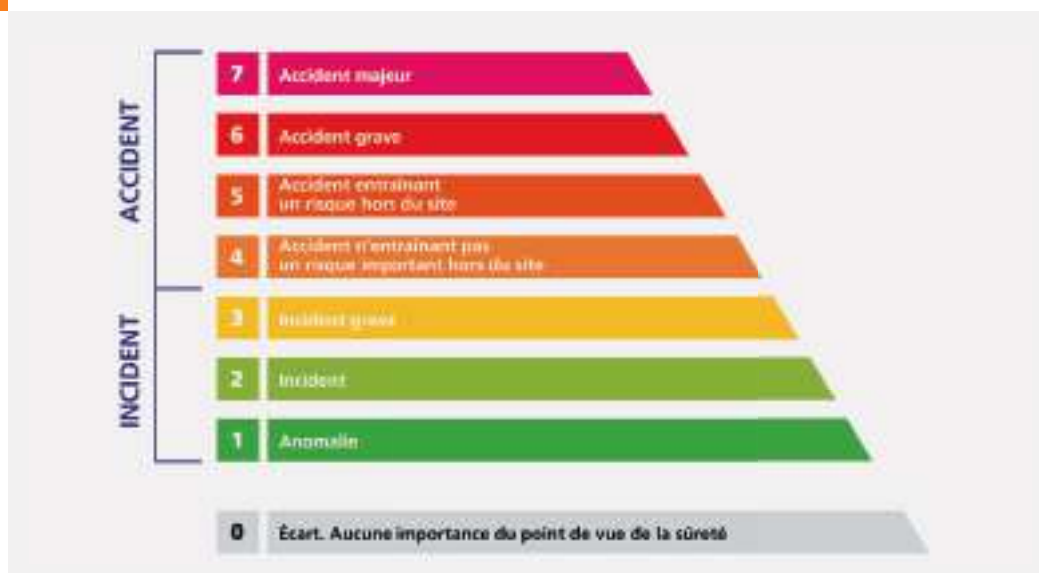 ACCIDENT
7 Accident majeur
6 Accident grave
5 Accident entraînant
un risque hors du site
4 Accident n'entraînant pas
un risque important hors du site
INCIDENT
3 Incident grave
2 Incident
1 Anomalie
0 Écart. Aucune importance du point de vue de la sûreté